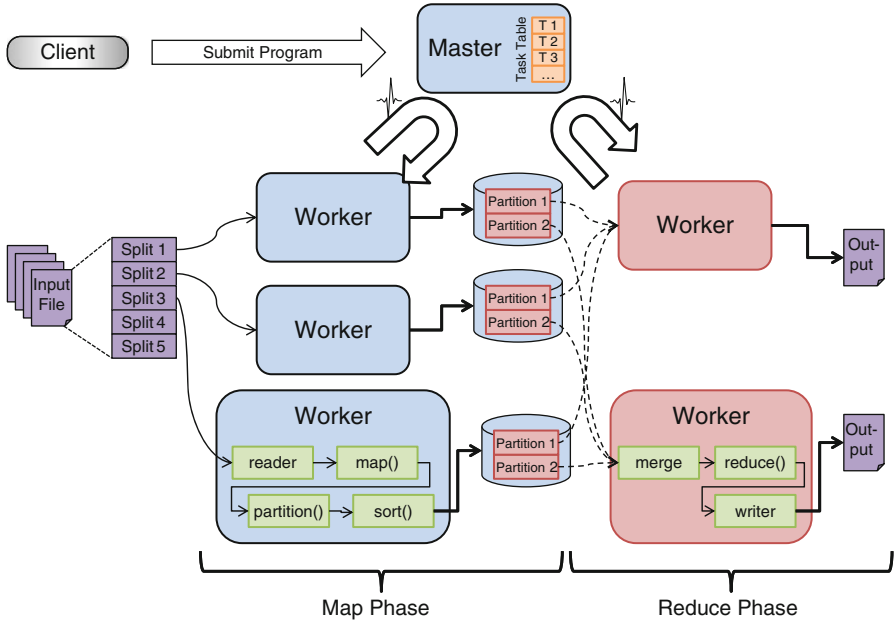 Client
Submit Program
Master
Task Table
T 1
T 2
T 3
...
Input
File
Split 1
Split 2
Split 3
Split 4
Split 5
Worker
Partition 1
Partition 2
Worker
Out-
put
Worker
Partition 1
Partition 2
Worker
reader
map()
partition()
sort()
Partition 1
Partition 2
Worker
merge
reduce()
writer
Out-
put
Map Phase
Reduce Phase